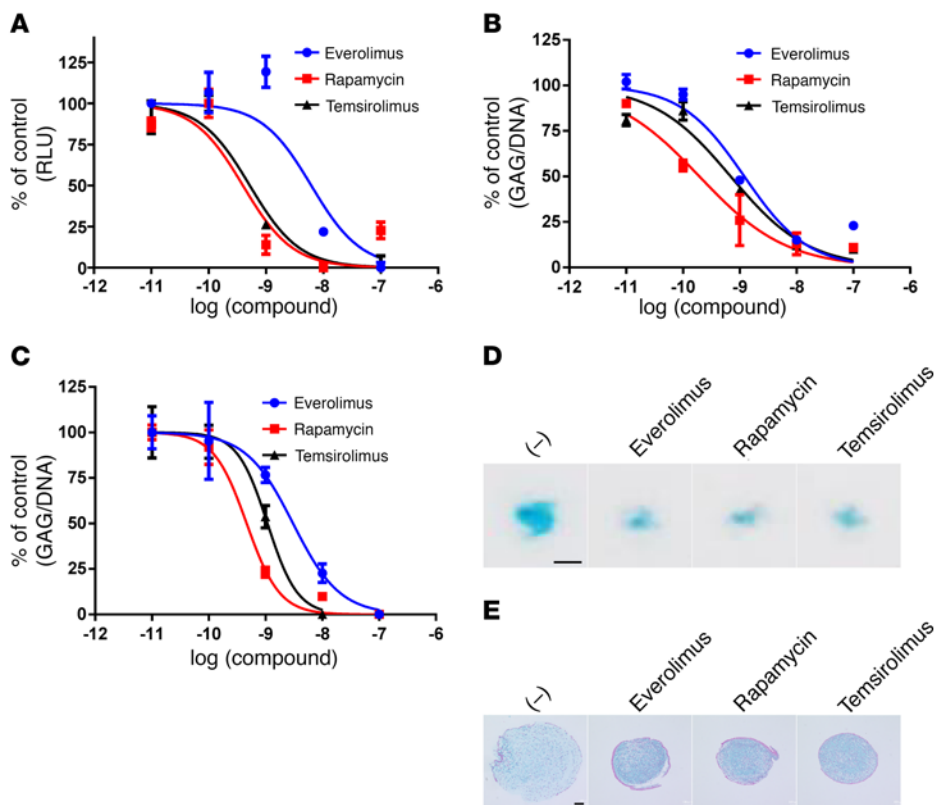 A
125
100
75
50
25
0
% of control
(RLU)
Everolimus
Rapamycin
Temsirolimus
-12 -11 -10 -9 -8 -7 -6
log (compound)
B
125
100
75
50
25
0
% of control
(GAG/DNA)
Everolimus
Rapamycin
Temsirolimus
-12 -11 -10 -9 -8 -7 -6
log (compound)
C
125
100
75
50
25
0
% of control
(GAG/DNA)
Everolimus
Rapamycin
Temsirolimus
-12 -11 -10 -9 -8 -7 -6
log (compound)
D
(–)
Everolimus
Rapamycin
Temsirolimus
E
(–)
Everolimus
Rapamycin
Temsirolimus